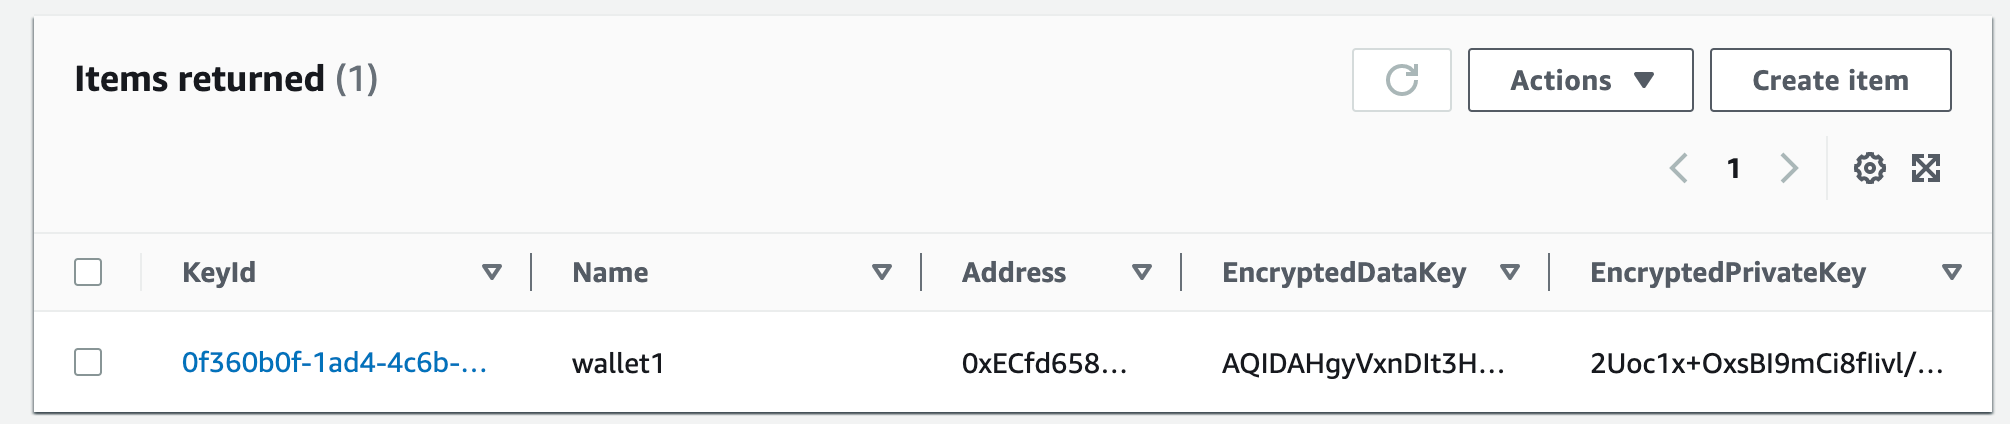 Items returned (1)
Actions
Create item
1
KeyId Name Address EncryptedDataKey EncryptedPrivateKey
0f360b0f-1ad4-4c6b-... wallet1 0xECfd658... AQIDAHgyVxnDIt3H... 2Uoc1x+OxsBI9mCi8fIivl/...